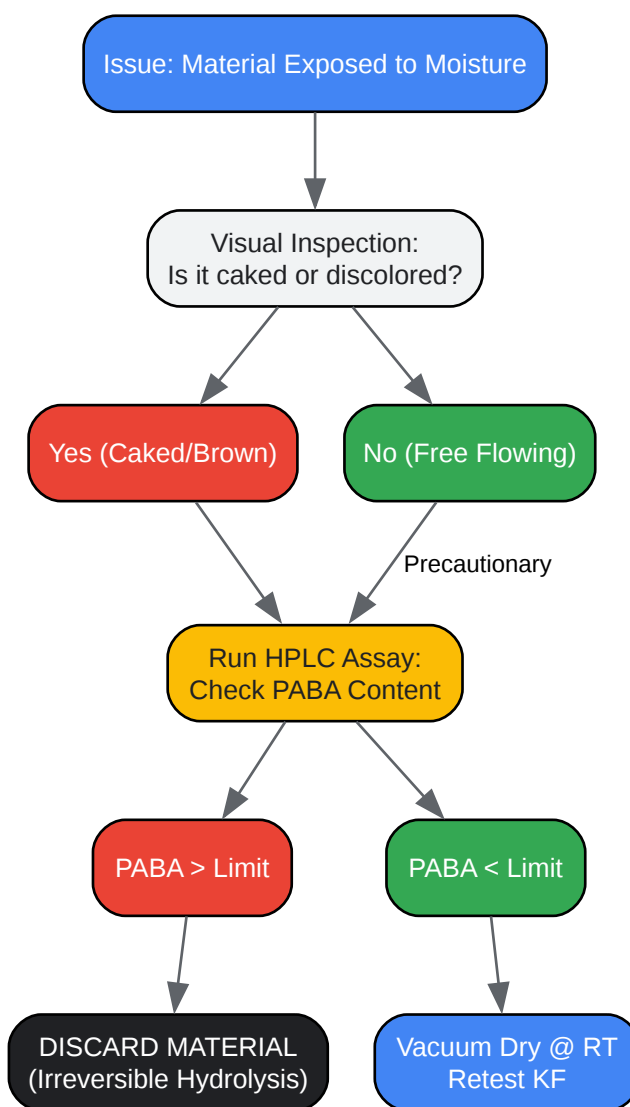 Issue: Material Exposed to Moisture
Visual Inspection:
Is it caked or discolored?
Yes (Caked/Brown)
No (Free Flowing)
Precautionary
Run HPLC Assay:
Check PABA Content
PABA > Limit
PABA < Limit
DISCARD MATERIAL
(Irreversible Hydrolysis)
Vacuum Dry @ RT
Retest KF